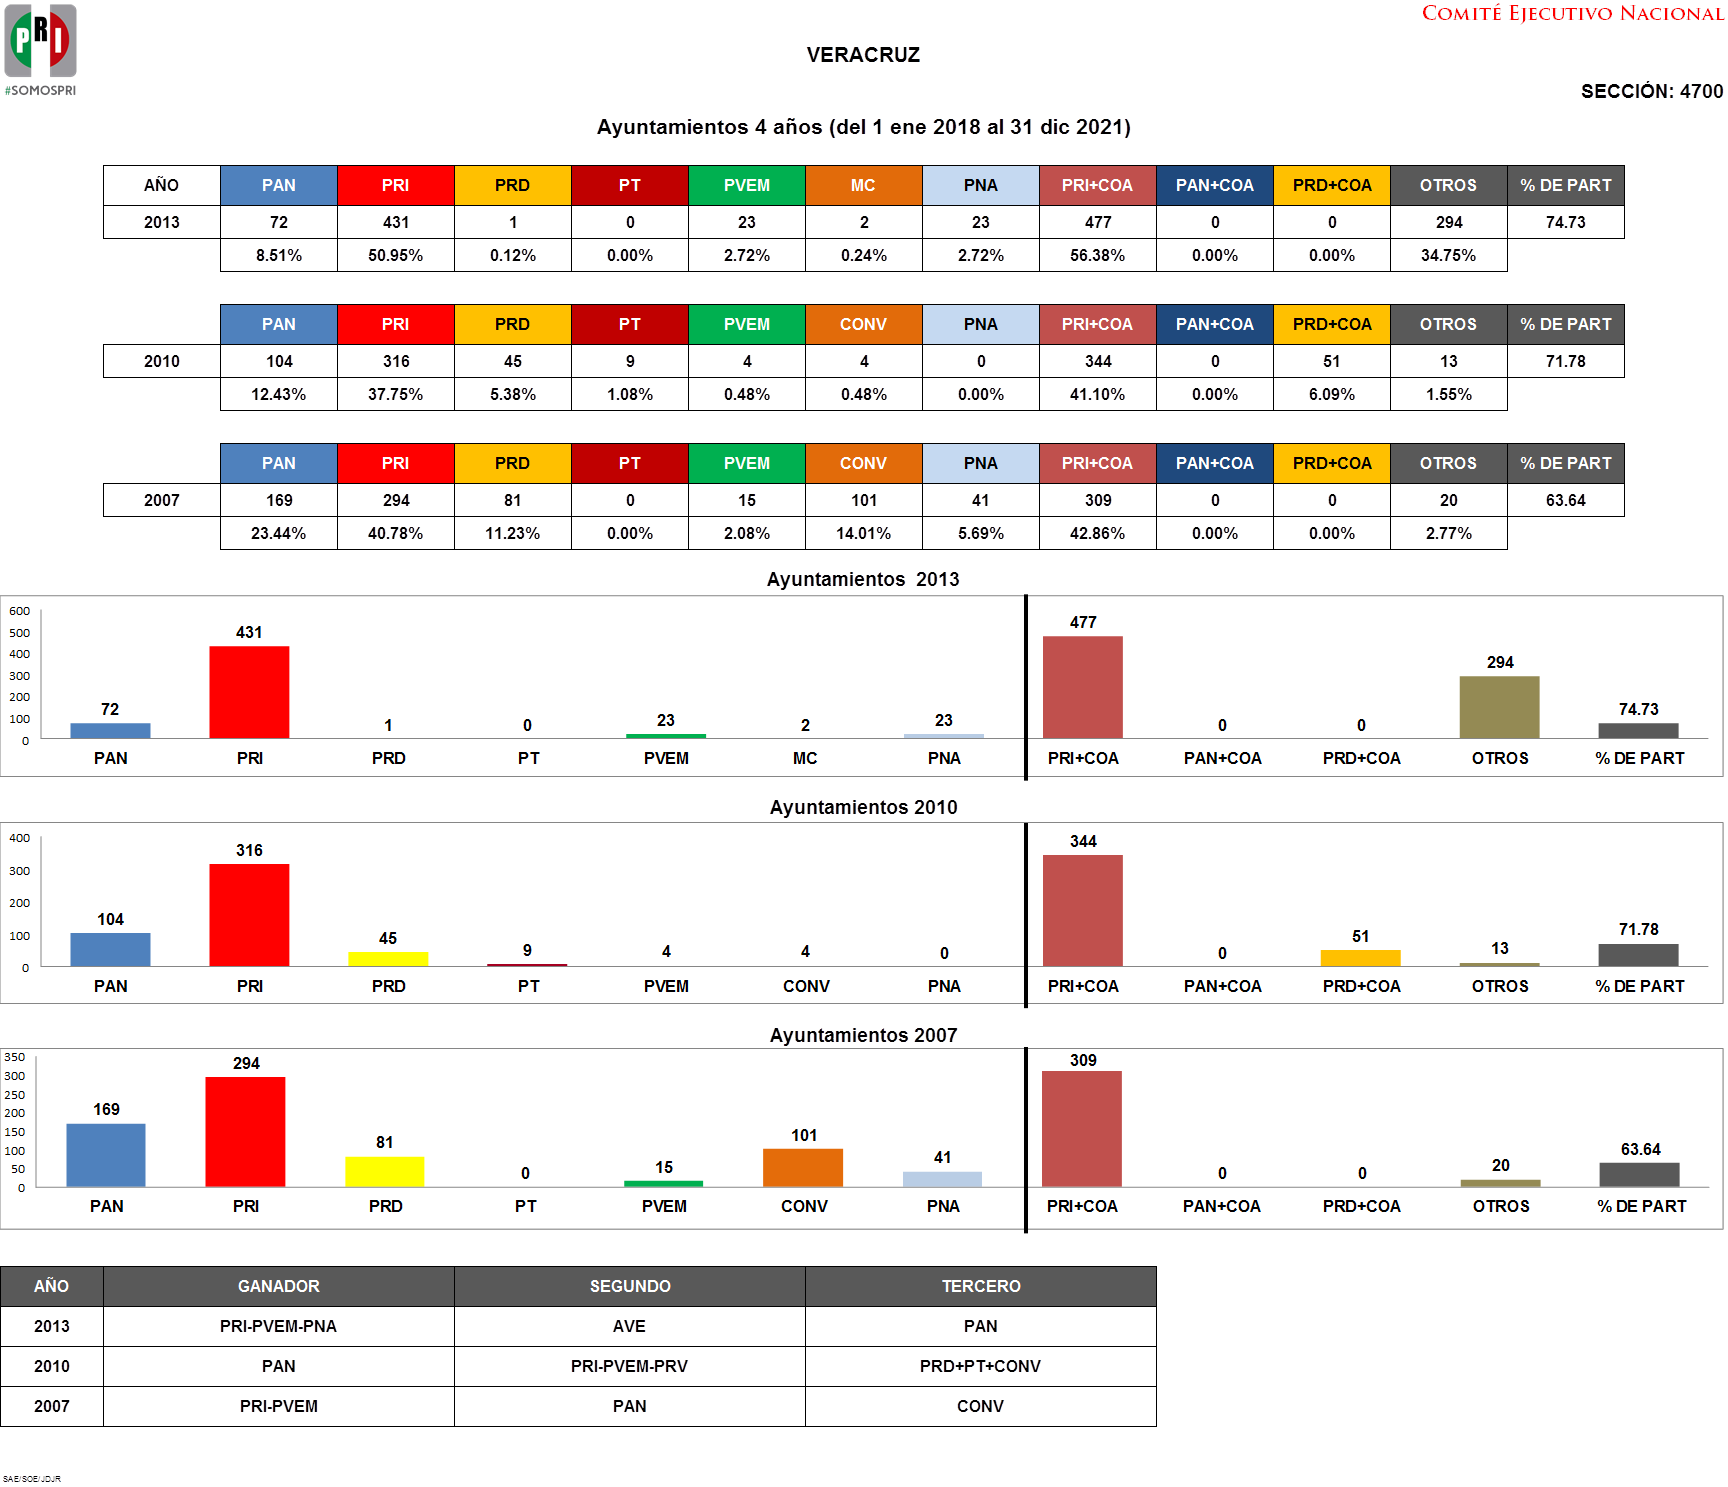 COMITÉ EJECUTIVO NACIONAL
PRI
#SOMOSPRI
VERACRUZ
SECCIÓN: 4700
Ayuntamientos 4 años (del 1 ene 2018 al 31 dic 2021)
AÑO PAN PRI PRD PT PVEM MC PNA PRI+COA PAN+COA PRD+COA OTROS % DE PART
2013 72 431 1 0 23 2 23 477 0 0 294 74.73
8.51% 50.95% 0.12% 0.00% 2.72% 0.24% 2.72% 56.38% 0.00% 0.00% 34.75%
PAN PRI PRD PT PVEM CONV PNA PRI+COA PAN+COA PRD+COA OTROS % DE PART
2010 104 316 45 9 4 4 0 344 0 51 13 71.78
12.43% 37.75% 5.38% 1.08% 0.48% 0.48% 0.00% 41.10% 0.00% 6.09% 1.55%
PAN PRI PRD PT PVEM CONV PNA PRI+COA PAN+COA PRD+COA OTROS % DE PART
2007 169 294 81 0 15 101 41 309 0 0 20 63.64
23.44% 40.78% 11.23% 0.00% 2.08% 14.01% 5.69% 42.86% 0.00% 0.00% 2.77%
Ayuntamientos 2013
600
500
400
300
200
100
0
72 431 1 0 23 2 23 477 0 0 294 74.73
PAN PRI PRD PT PVEM MC PNA PRI+COA PAN+COA PRD+COA OTROS % DE PART
Ayuntamientos 2010
400
300
200
100
0
104 316 45 9 4 4 0 344 0 51 13 71.78
PAN PRI PRD PT PVEM CONV PNA PRI+COA PAN+COA PRD+COA OTROS % DE PART
Ayuntamientos 2007
350
300
250
200
150
100
50
0
169 294 81 0 15 101 41 309 0 0 20 63.64
PAN PRI PRD PT PVEM CONV PNA PRI+COA PAN+COA PRD+COA OTROS % DE PART
AÑO GANADOR SEGUNDO TERCERO
2013 PRI-PVEM-PNA AVE PAN
2010 PAN PRI-PVEM-PRV PRD+PT+CONV
2007 PRI-PVEM PAN CONV
SAE/SOE/JDJR